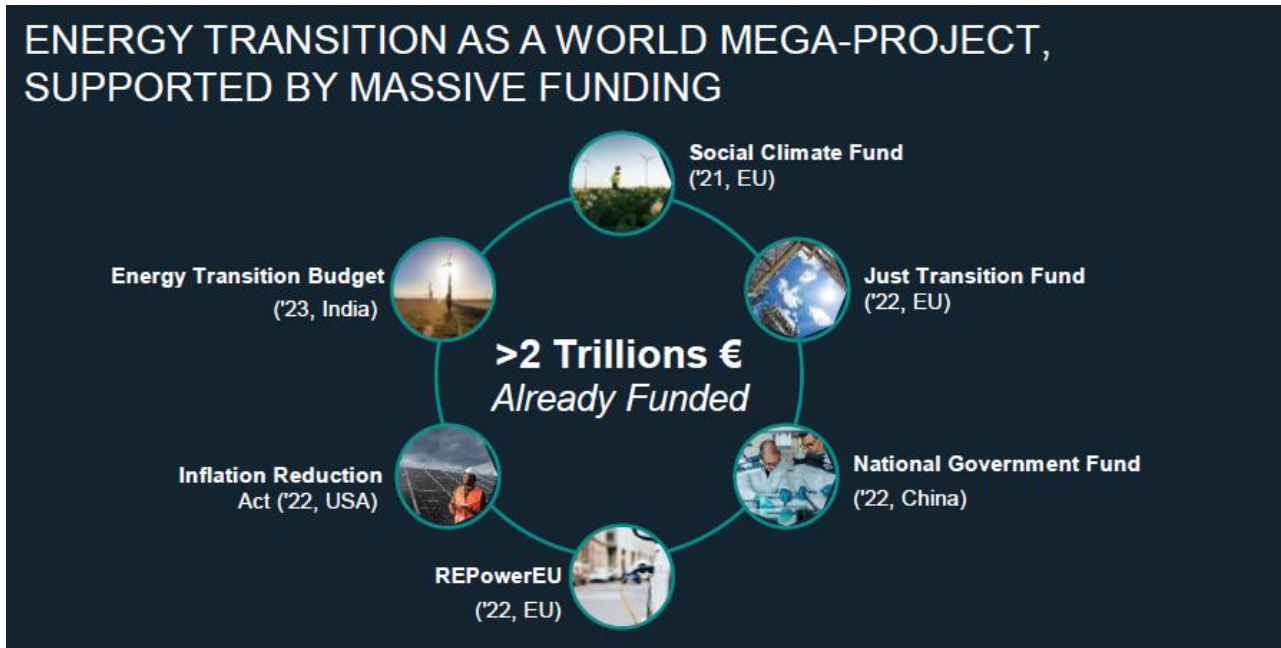 ENERGY TRANSITION AS A WORLD MEGA-PROJECT,
SUPPORTED BY MASSIVE FUNDING
Social Climate Fund
('21, EU)
Energy Transition Budget
('23, India)
Just Transition Fund
('22, EU)
>2 Trillions €
Already Funded
Inflation Reduction
Act ('22, USA)
National Government Fund
('22, China)
REPowerEU
('22, EU)